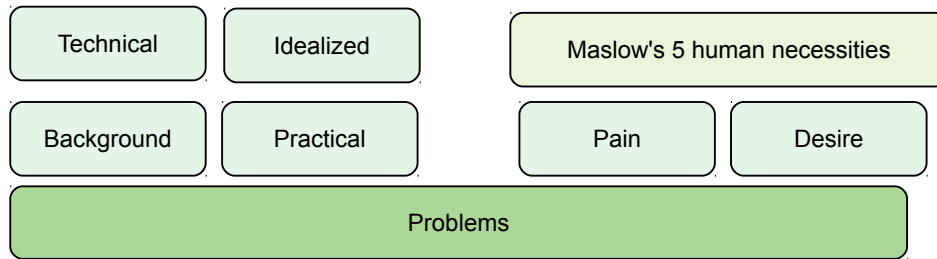 Technical
Idealized
Maslow's 5 human necessities
Background
Practical
Pain
Desire
Problems